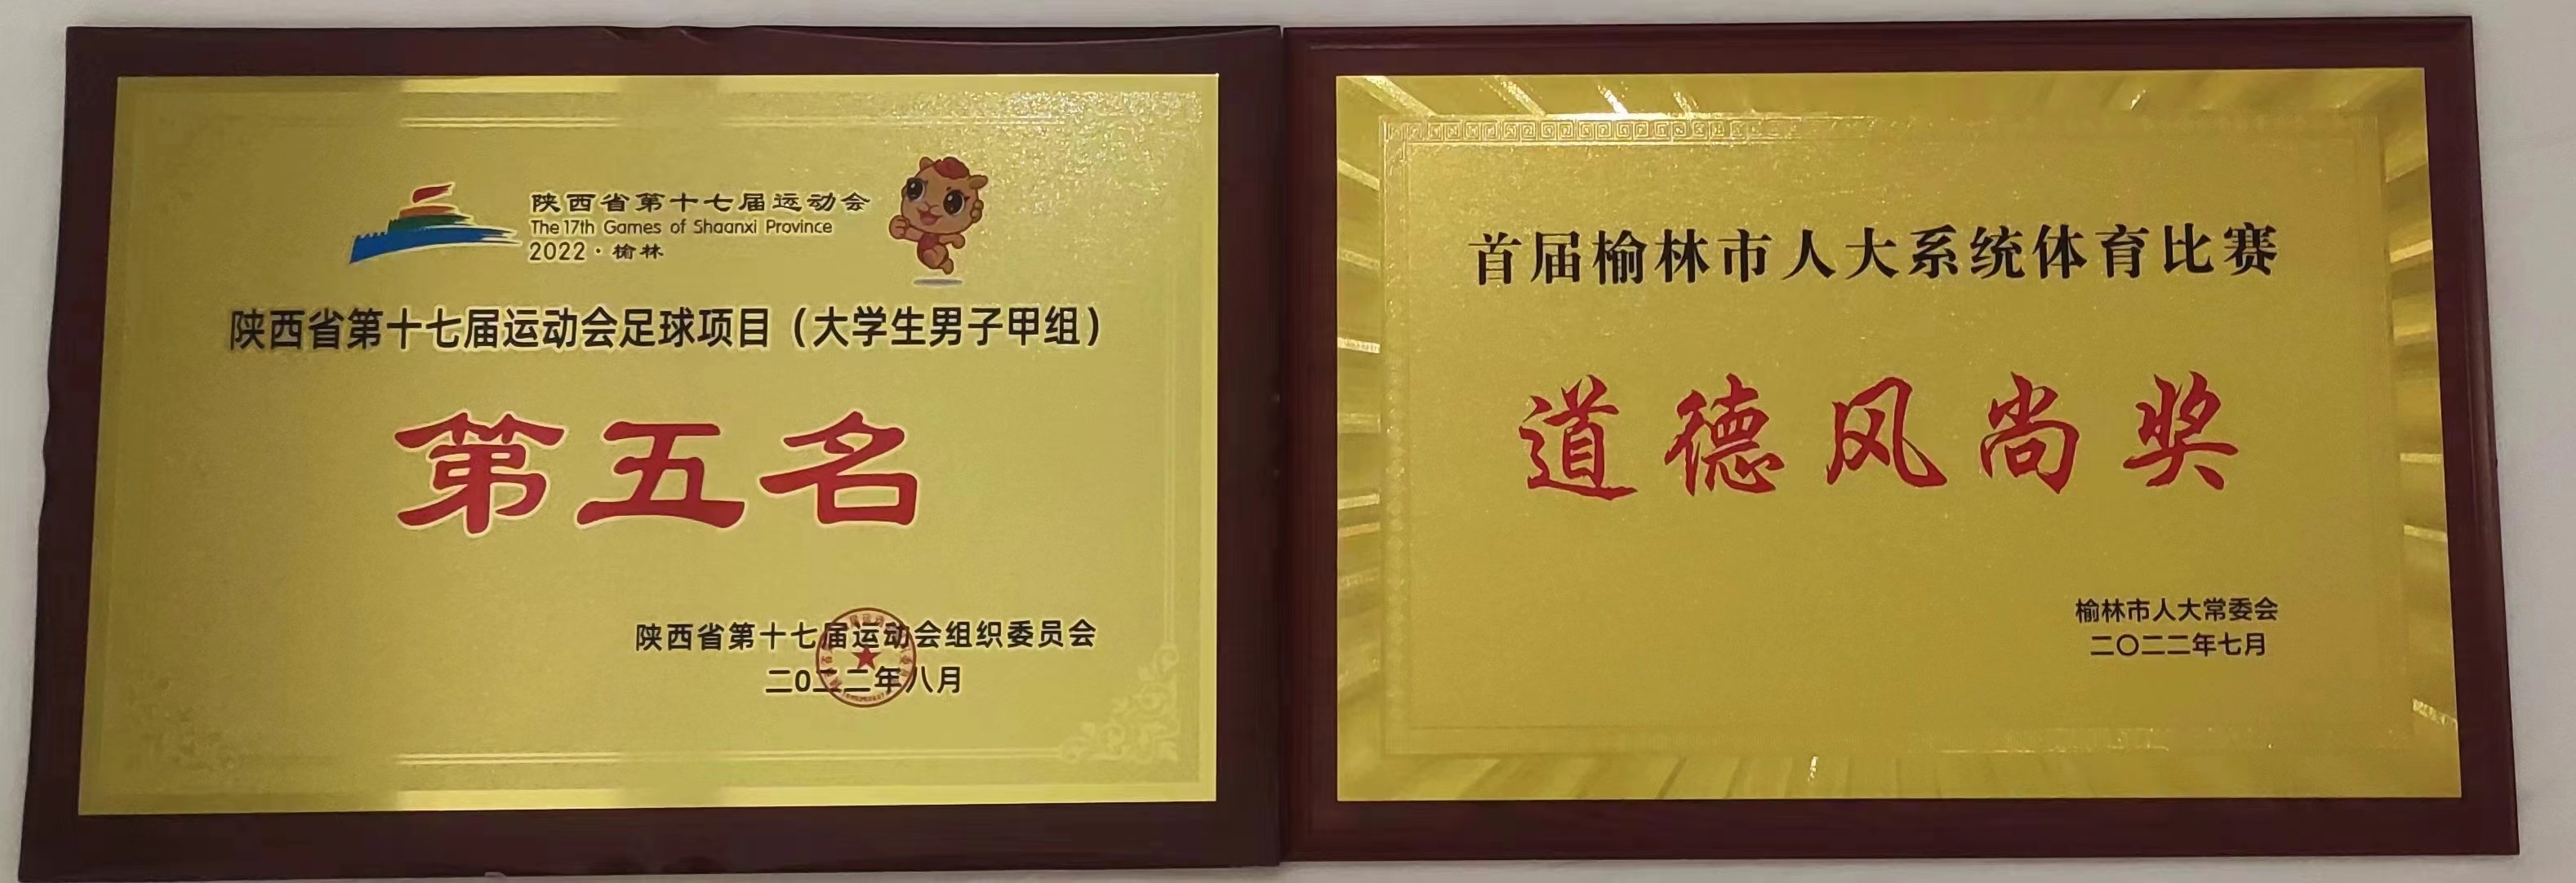 陕西省第十七届运动会
The 17th Games of Shaanxi Province
2022·榆林
陕西省第十七届运动会足球项目（大学生男子甲组）
第五名
陕西省第十七届运动会组织委员会
二0二二年八月
首届榆林市人大系统体育比赛
道德风尚奖
榆林市人大常委会
二〇二二年七月